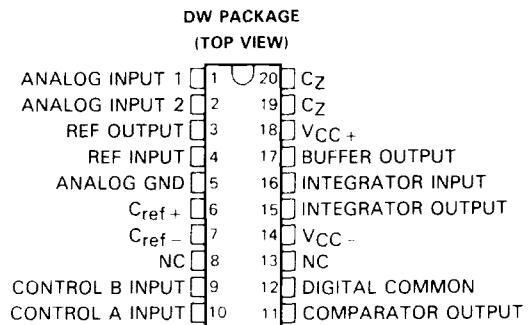 DW PACKAGE
(TOP VIEW)
ANALOG INPUT 1 1 20 CZ
ANALOG INPUT 2 2 19 CZ
REF OUTPUT 3 18 VCC+
REF INPUT 4 17 BUFFER OUTPUT
ANALOG GND 5 16 INTEGRATOR INPUT
Cref+ 6 15 INTEGRATOR OUTPUT
Cref− 7 14 VCC−
NC 8 13 NC
CONTROL B INPUT 9 12 DIGITAL COMMON
CONTROL A INPUT 10 11 COMPARATOR OUTPUT